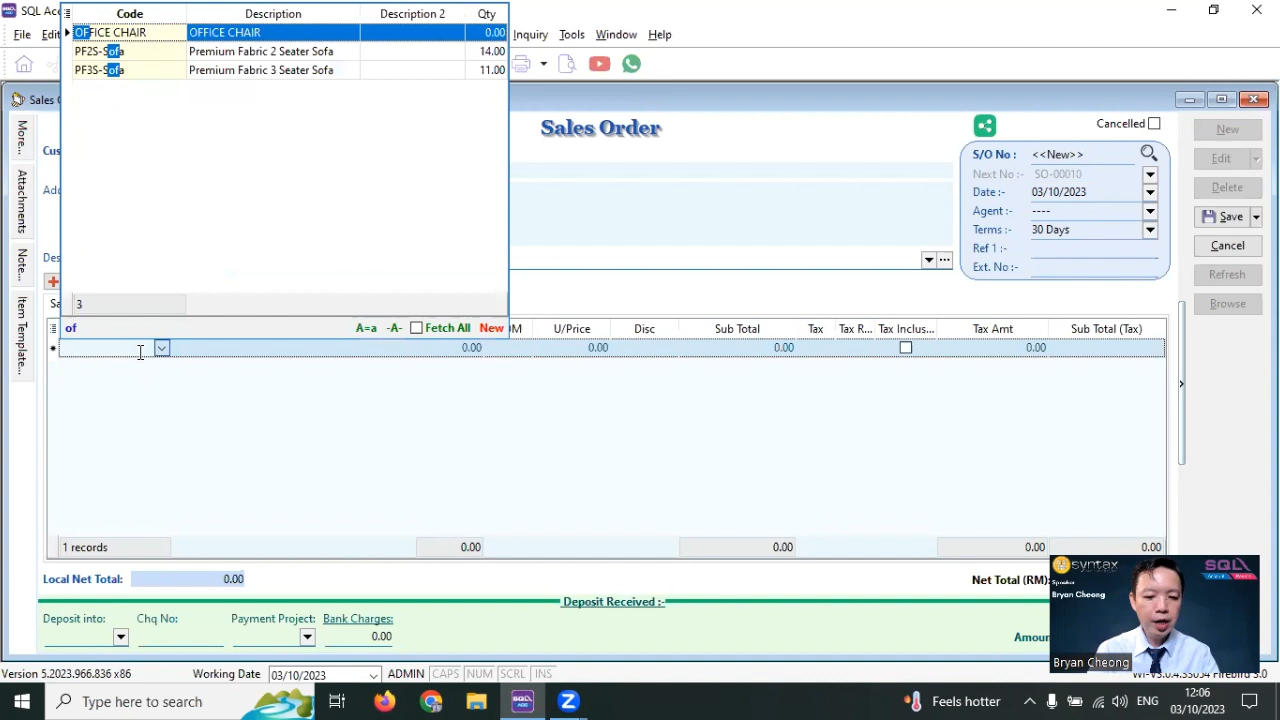 SQL Ac
Code Description Description 2 Qty
OFFICE CHAIR OFFICE CHAIR 0.00
PF2S-Sofa Premium Fabric 2 Seater Sofa 14.00
PF3S-Sofa Premium Fabric 3 Seater Sofa 11.00
3
of A=a -A- Fetch All New
File Inquiry Tools Window Help
Sales O
More...
Attachments
Note...
Item Template...
Sales Order
Cancelled
S/O No : <<New>>
Next No :- SO-00010
Date :- 03/10/2023
Agent :- ----
Terms :- 30 Days
Ref 1 :-
Ext. No :-
New
Edit
Delete
Save
Cancel
Refresh
Browse
U/Price Disc Sub Total Tax Tax R... Tax Inclus... Tax Amt Sub Total (Tax)
0.00 0.00 0.00 0.00
1 records 0.00 0.00 0.00 0.00
Local Net Total: 0.00
Net Total (RM):
Deposit Received :-
Deposit into: Chq No: Payment Project: Bank Charges:
0.00
Amoun
syntax
SQL
Speaker
Bryan Cheong
Bryan Cheong
Version 5.2023.966.836 x86 Working Date 03/10/2023 ADMIN CAPS NUM SCRL INS
Type here to search
SQL ACC
Feels hotter
ENG
12:06
03/10/2023